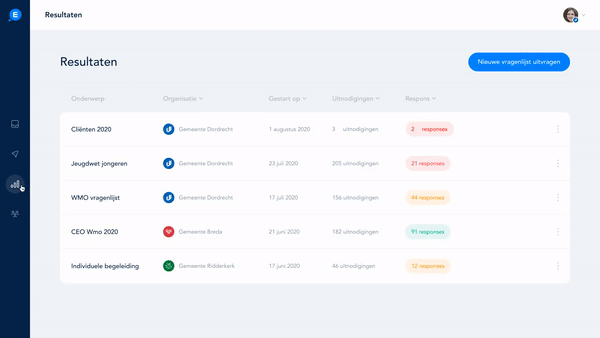 E
Resultaten
Resultaten
Nieuwe vragenlijst uitvragen
Onderwerp Organisatie Gestart op Uitnodigingen Respons
Cliënten 2020 Gemeente Dordrecht 1 augustus 2020 3 uitnodigingen 2 responses
Jeugdwet jongeren Gemeente Dordrecht 23 juli 2020 205 uitnodigingen 21 responses
WMO vragenlijst Gemeente Dordrecht 17 juli 2020 156 uitnodigingen 44 responses
CEO Wmo 2020 Gemeente Breda 21 juni 2020 182 uitnodigingen 91 responses
Individuele begeleiding Gemeente Ridderkerk 17 juni 2020 46 uitnodigingen 12 responses